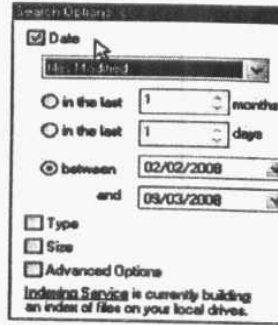 Search Options
Date
files Modified
in the last 1 months
in the last 1 days
between 02/02/2008
and 09/03/2008
Type
Size
Advanced Options
Indexing Service is currently building
an index of files on your local drives.